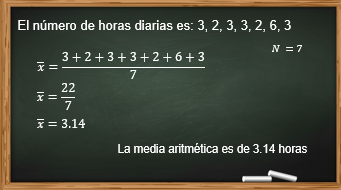 El número de horas diarias es: 3, 2, 3, 3, 2, 6, 3
N = 7
x̅ = (3 + 2 + 3 + 3 + 2 + 6 + 3) / 7
x̅ = 22 / 7
x̅ = 3.14
La media aritmética es de 3.14 horas